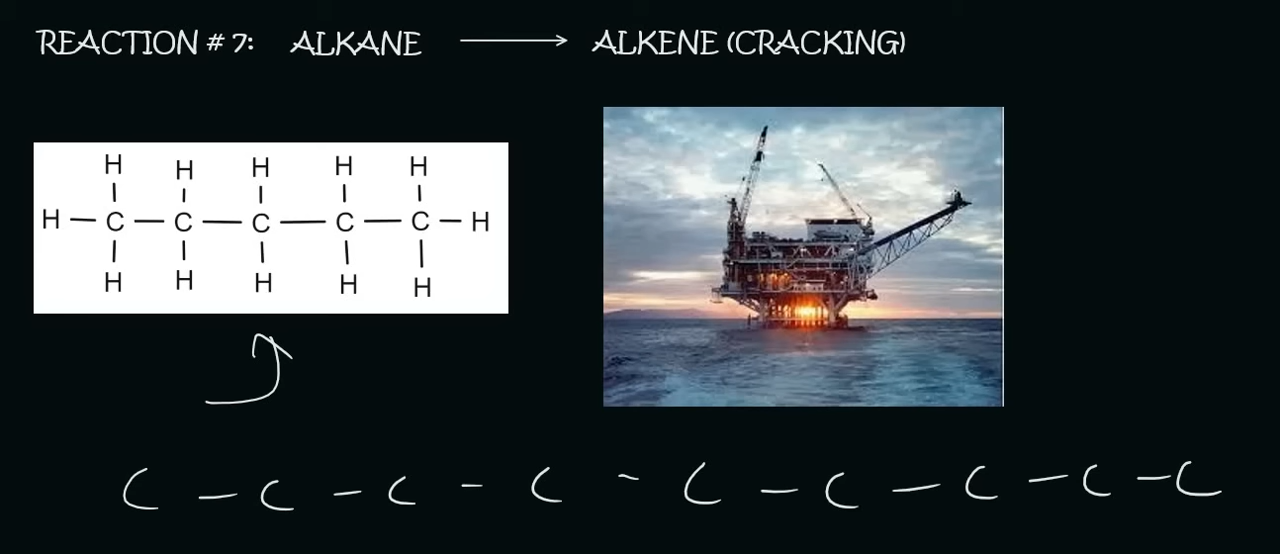 REACTION # 7: ALKANE ⟶ ALKENE (CRACKING)
H H H H H
H — C — C — C — C — C — H
H H H H H
C - C - C - C - C - C - C - C - C